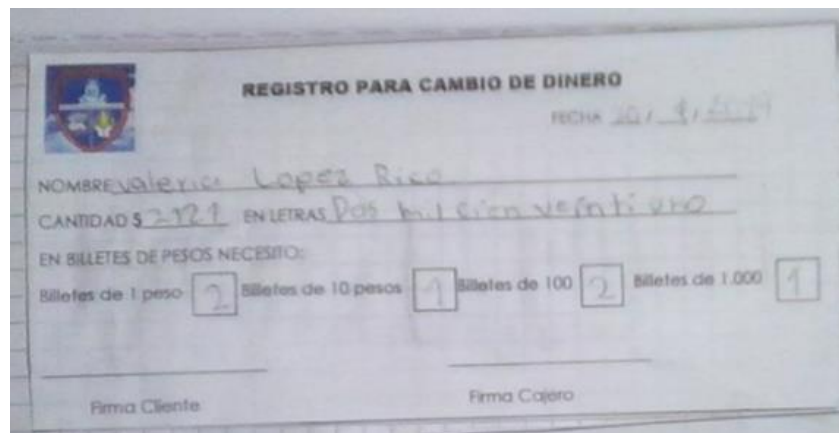 REGISTRO PARA CAMBIO DE DINERO
FECHA 20/
NOMBRE valeria Lopez Rico
CANTIDAD $ 2121 EN LETRAS Dos mil cien veintiuno
EN BILLETES DE PESOS NECESITO:
Billetes de 1 peso 2 Billetes de 10 pesos 1 Billetes de 100 2 Billetes de 1.000 1
Firma Cliente Firma Cajero